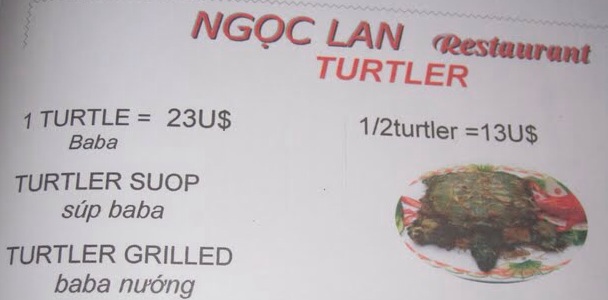 NGỌC LAN Restaurant
TURTLER
1 TURTLE = 23U$
Baba
1/2turtler =13U$
TURTLER SUOP
súp baba
TURTLER GRILLED
baba nướng